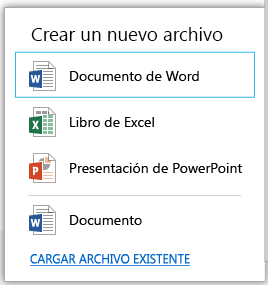 Crear un nuevo archivo
Documento de Word
Libro de Excel
Presentación de PowerPoint
Documento
CARGAR ARCHIVO EXISTENTE